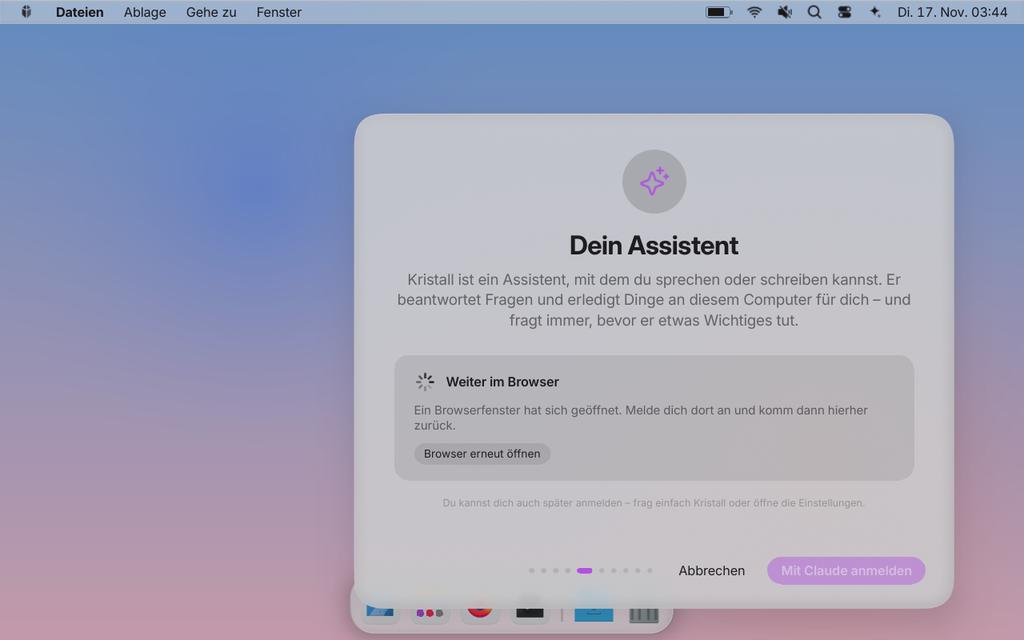 Dateien Ablage Gehe zu Fenster Di. 17. Nov. 03:44
Dein Assistent
Kristall ist ein Assistent, mit dem du sprechen oder schreiben kannst. Er
beantwortet Fragen und erledigt Dinge an diesem Computer für dich – und
fragt immer, bevor er etwas Wichtiges tut.
Weiter im Browser
Ein Browserfenster hat sich geöffnet. Melde dich dort an und komm dann hierher
zurück.
Browser erneut öffnen
Du kannst dich auch später anmelden – frag einfach Kristall oder öffne die Einstellungen.
Abbrechen Mit Claude anmelden